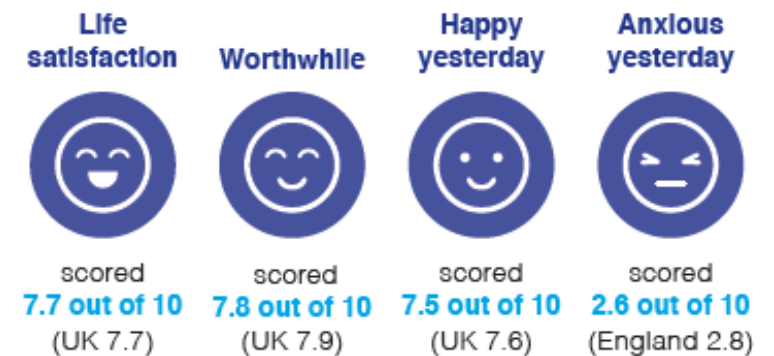 Life
satisfaction
Worthwhile
Happy
yesterday
Anxious
yesterday
scored
7.7 out of 10
(UK 7.7)
scored
7.8 out of 10
(UK 7.9)
scored
7.5 out of 10
(UK 7.6)
scored
2.6 out of 10
(England 2.8)